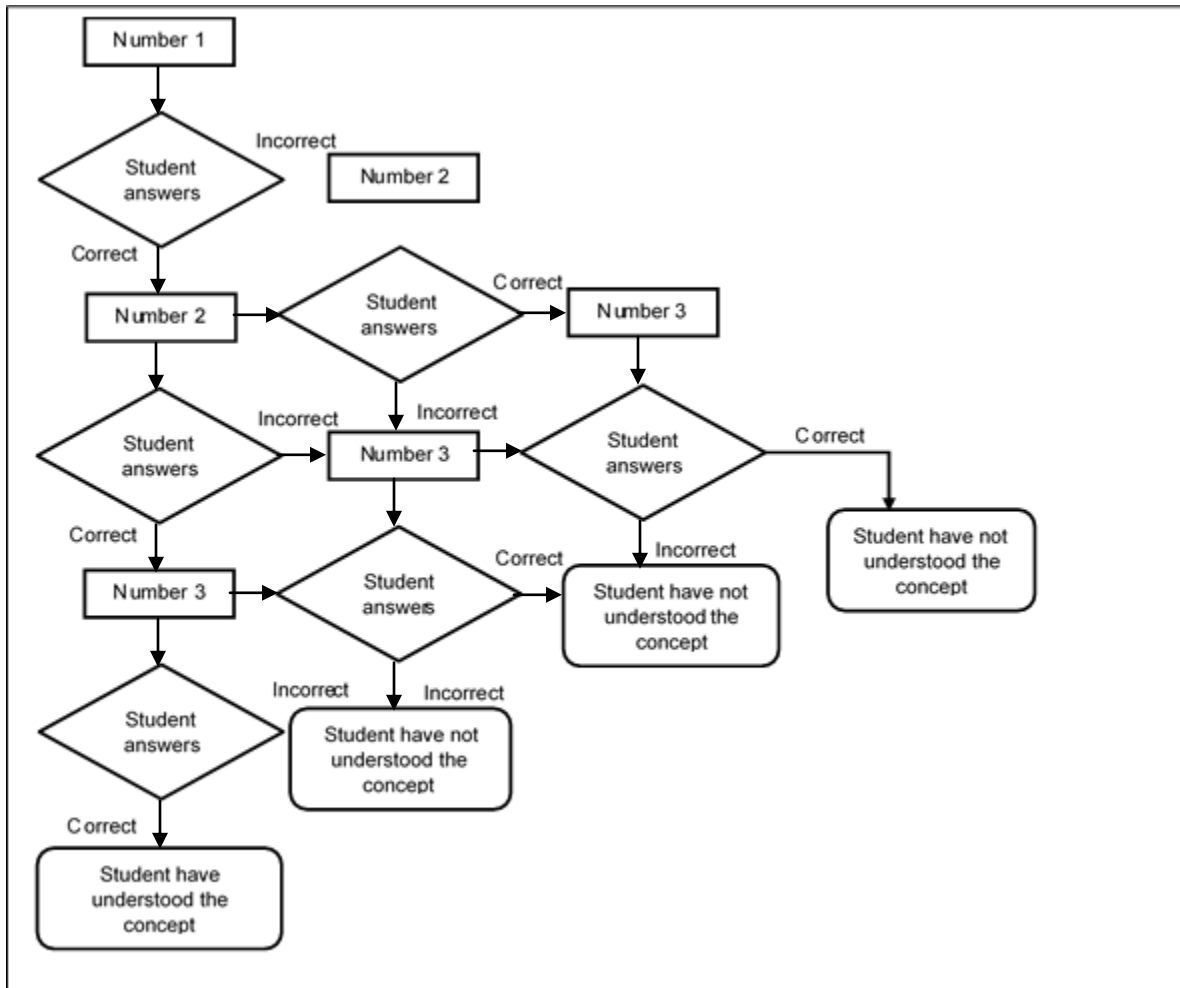 Number 1
Incorrect
Student
answers
Number 2
Correct
Correct
Student
answers
Number 2
Number 3
Incorrect
Incorrect
Correct
Student
answers
Number 3
Student
answers
Correct
Student have not
understood the
concept
Correct
Incorrect
Number 3
Student
answers
Student have not
understood the
concept
Incorrect
Incorrect
Student
answers
Student have not
understood the
concept
Correct
Student have
understood the
concept